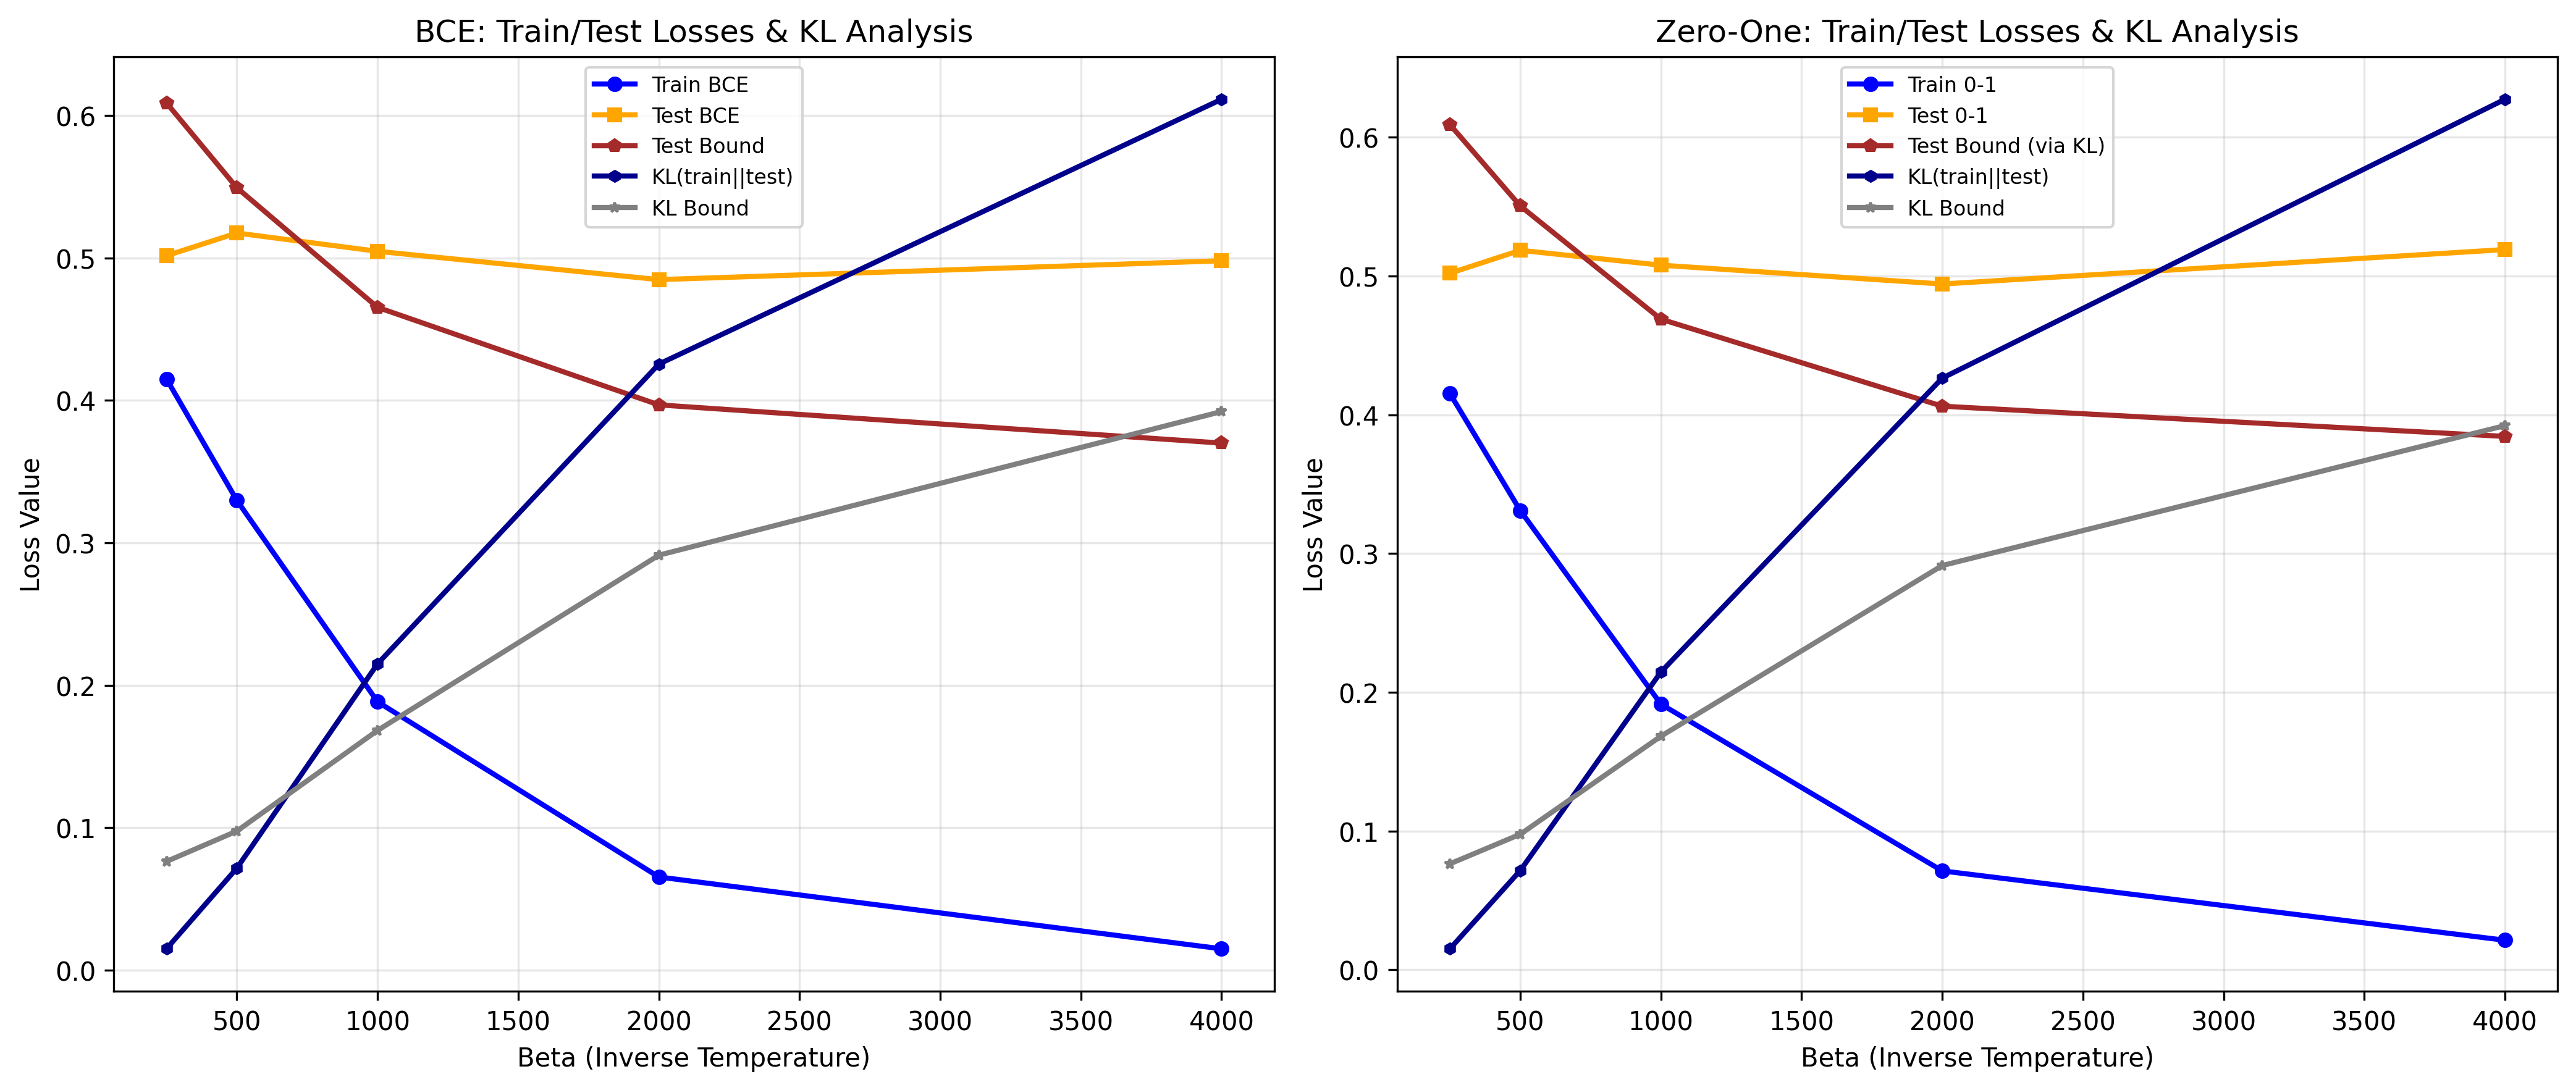 BCE: Train/Test Losses & KL Analysis
Train BCE
Test BCE
Test Bound
KL(train||test)
KL Bound
Loss Value
0.6
0.5
0.4
0.3
0.2
0.1
0.0
500 1000 1500 2000 2500 3000 3500 4000
Beta (Inverse Temperature)
Zero-One: Train/Test Losses & KL Analysis
Train 0-1
Test 0-1
Test Bound (via KL)
KL(train||test)
KL Bound
Loss Value
0.6
0.5
0.4
0.3
0.2
0.1
0.0
500 1000 1500 2000 2500 3000 3500 4000
Beta (Inverse Temperature)